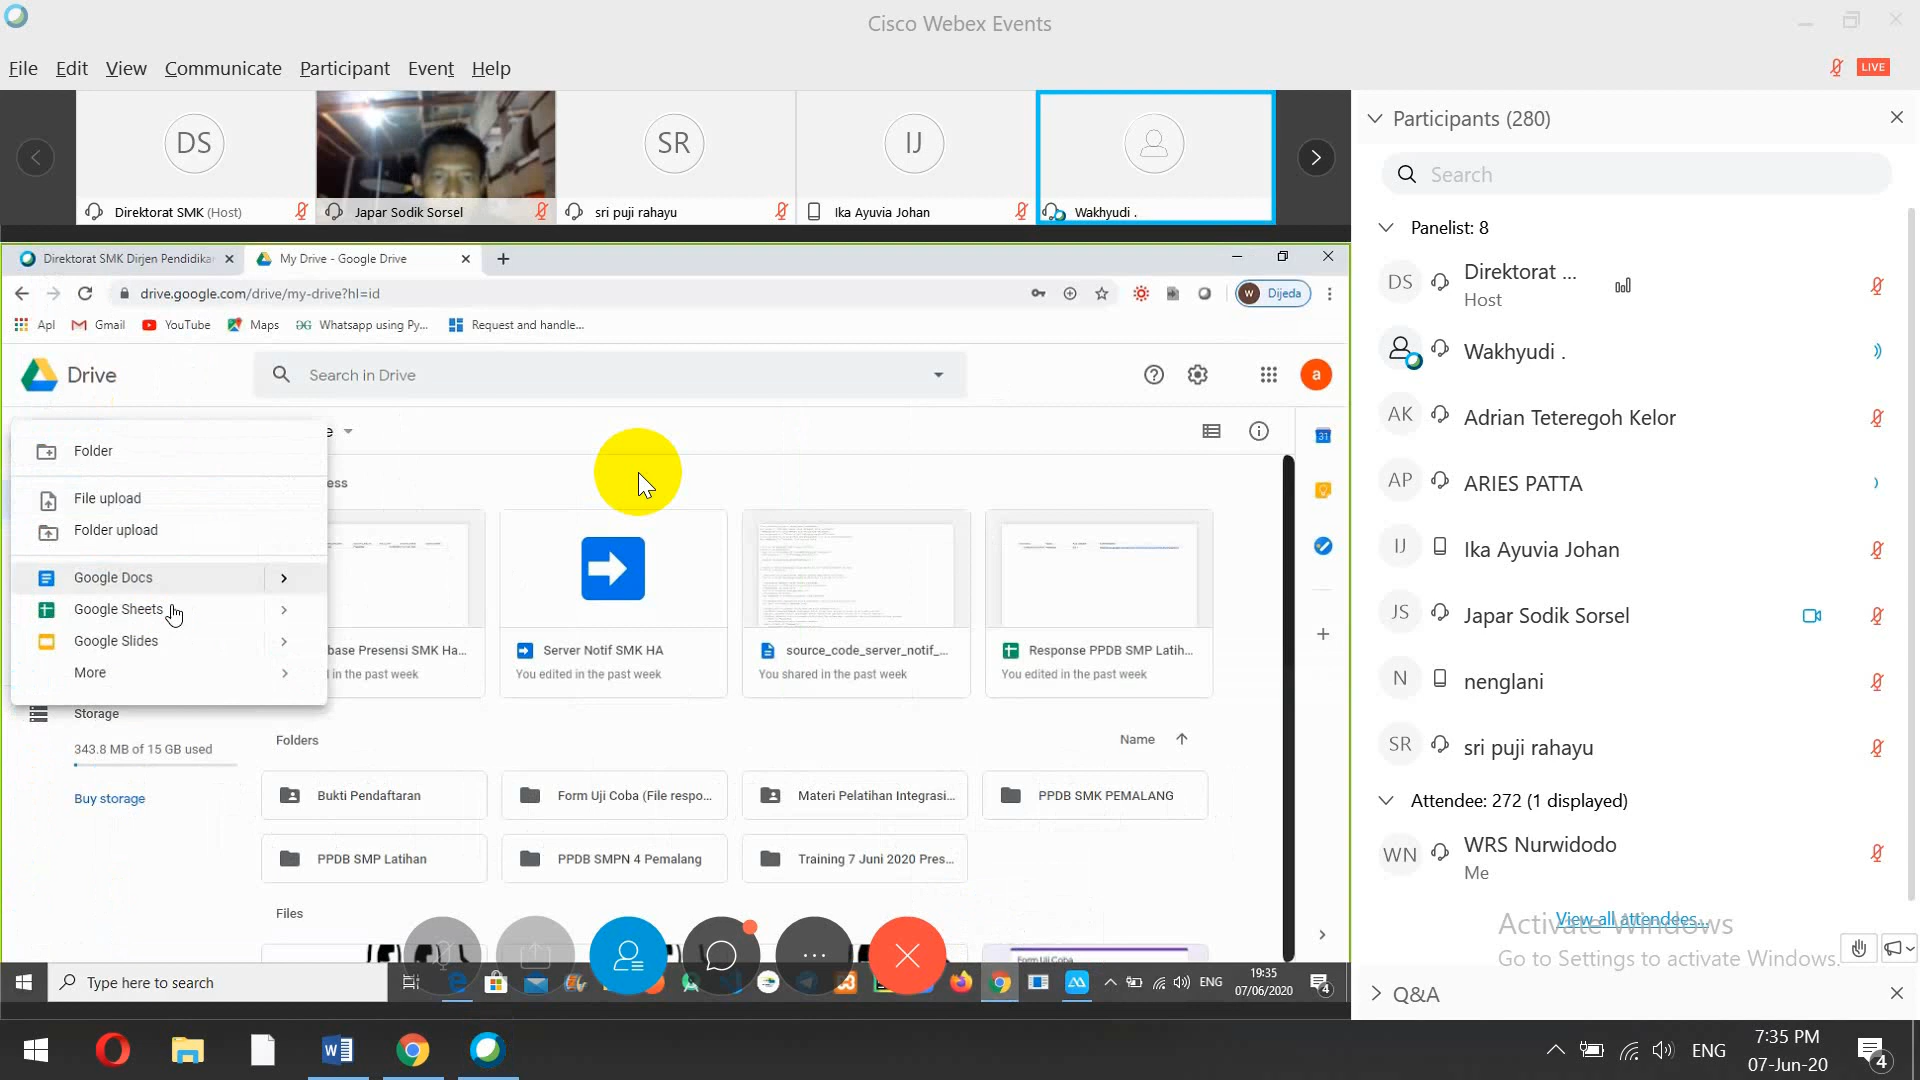 Cisco Webex Events
File Edit View Communicate Participant Event Help
LIVE
DS
SR
IJ
Direktorat SMK (Host)
Japar Sodik Sorsel
sri puji rahayu
Ika Ayuvia Johan
Wakhyudi .
Direktorat SMK Dirjen Pendidika
My Drive - Google Drive
drive.google.com/drive/my-drive?hl=id
W Dijeda
Apl Gmail YouTube Maps Whatsapp using Py... Request and handle...
Drive
Search in Drive
a
Folder
File upload
Folder upload
Google Docs
Google Sheets
Google Slides
More
e
ess
31
base Presensi SMK Ha...
in the past week
Server Notif SMK HA
You edited in the past week
source_code_server_notif_...
You shared in the past week
Response PPDB SMP Latih...
You edited in the past week
Storage
343.8 MB of 15 GB used
Buy storage
Folders
Name
Bukti Pendaftaran
Form Uji Coba (File respo...
Materi Pelatihan Integrasi...
PPDB SMK PEMALANG
PPDB SMP Latihan
PPDB SMPN 4 Pemalang
Training 7 Juni 2020 Pres...
Files
Form Uji Coba
Type here to search
ENG
19:35
07/06/2020
4
Participants (280)
Search
Panelist: 8
DS Direktorat ...
Host
Wakhyudi .
AK Adrian Teteregoh Kelor
AP ARIES PATTA
IJ Ika Ayuvia Johan
JS Japar Sodik Sorsel
N nenglani
SR sri puji rahayu
Attendee: 272 (1 displayed)
WN WRS Nurwidodo
Me
View all attendees...
Activate Windows
Go to Settings to activate Windows.
Q&A
ENG
7:35 PM
07-Jun-20
4